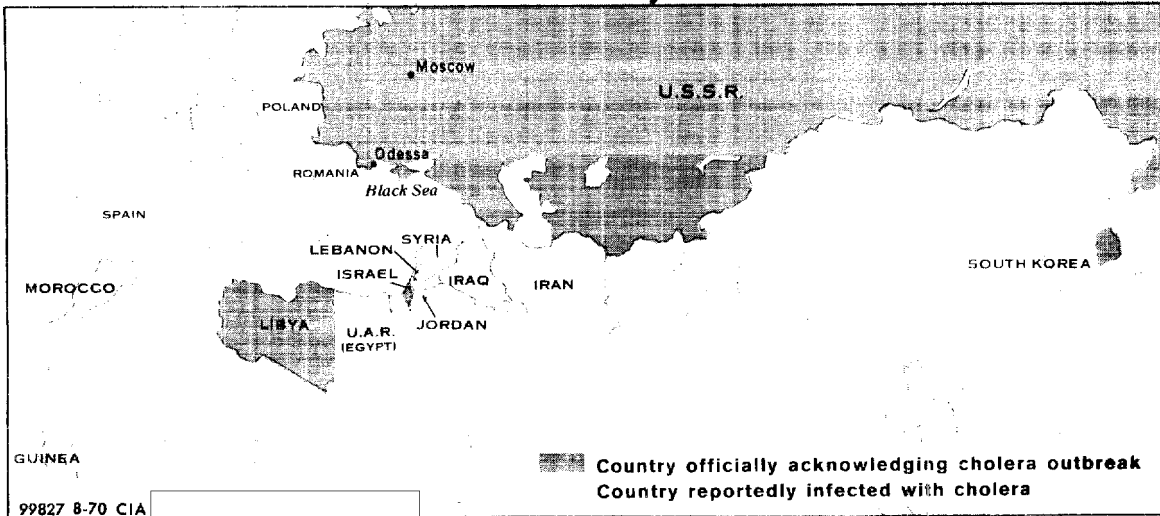 Moscow
U.S.S.R.
POLAND
Odessa
ROMANIA
Black Sea
SPAIN
SYRIA
LEBANON
ISRAEL
IRAQ
IRAN
SOUTH KOREA
MOROCCO
LIBYA
U.A.R.
(EGYPT)
JORDAN
GUINEA
Country officially acknowledging cholera outbreak
Country reportedly infected with cholera
99827 8-70 CIA